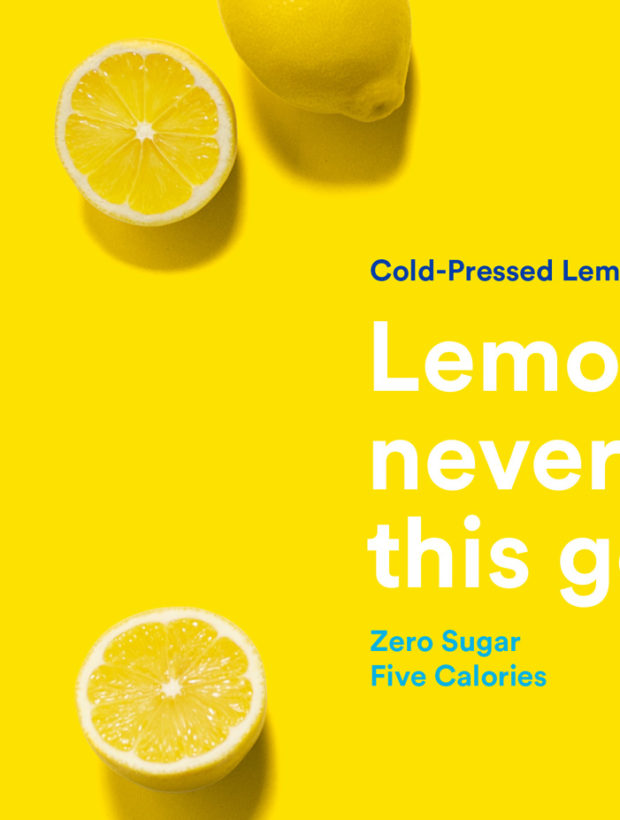 Cold-Pressed Lem
Lemo
never
this g
Zero Sugar
Five Calories